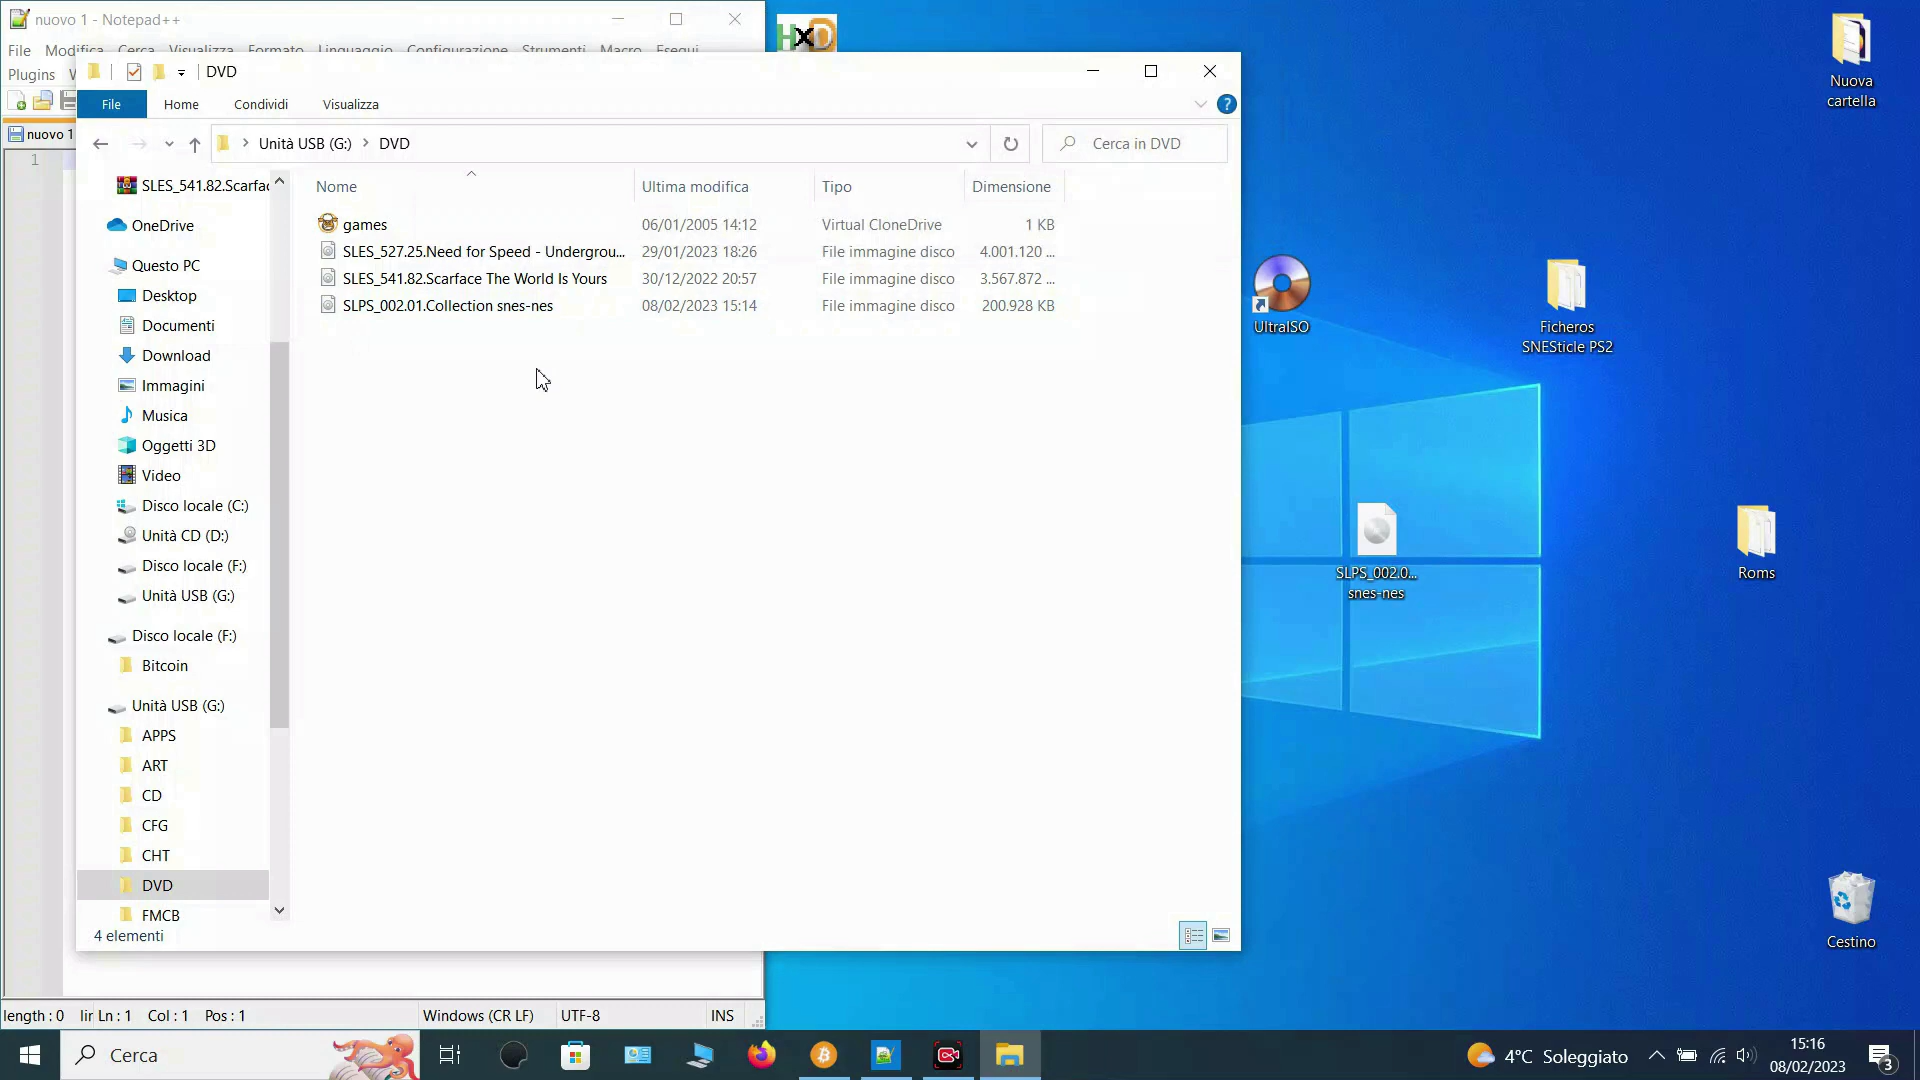 nuovo 1 - Notepad++
File Modifica Cerca Visualizza Formato Linguaggio Configurazione Strumenti Macro Esegui
Plugins
nuovo 1
1
HxD
DVD
File Home Condividi Visualizza
Unità USB (G:) DVD
Cerca in DVD
Nome Ultima modifica Tipo Dimensione
games 06/01/2005 14:12 Virtual CloneDrive 1 KB
SLES_527.25.Need for Speed - Undergrou... 29/01/2023 18:26 File immagine disco 4.001.120 ...
SLES_541.82.Scarface The World Is Yours 30/12/2022 20:57 File immagine disco 3.567.872 ...
SLPS_002.01.Collection snes-nes 08/02/2023 15:14 File immagine disco 200.928 KB
SLES_541.82.Scarfac
OneDrive
Questo PC
Desktop
Documenti
Download
Immagini
Musica
Oggetti 3D
Video
Disco locale (C:)
Unità CD (D:)
Disco locale (F:)
Unità USB (G:)
Disco locale (F:)
Bitcoin
Unità USB (G:)
APPS
ART
CD
CFG
CHT
DVD
FMCB
4 elementi
Nuova
cartella
UltraISO
Ficheros
SNESticle PS2
SLPS_002.0...
snes-nes
Roms
Cestino
length : 0 lir Ln : 1 Col : 1 Pos : 1 Windows (CR LF) UTF-8 INS
Cerca
4°C Soleggiato
15:16
08/02/2023
3